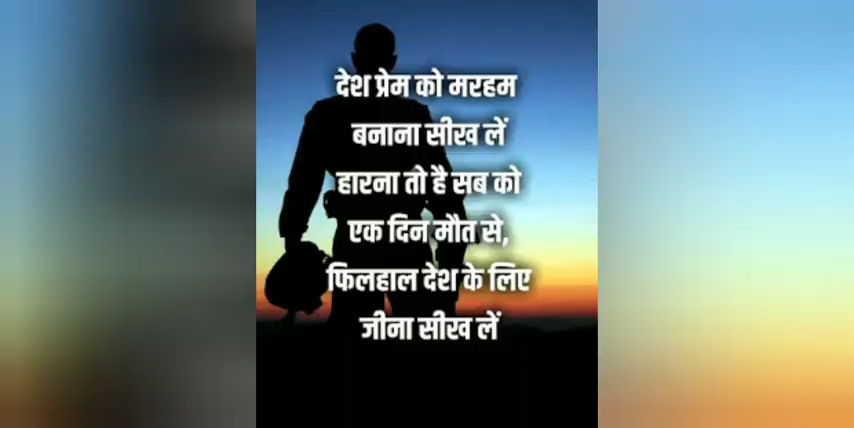 देश प्रेम को मरहम
बनाना सीख लें
हारना तो है सब को
एक दिन मौत से,
फिलहाल देश के लिए
जीना सीख लें